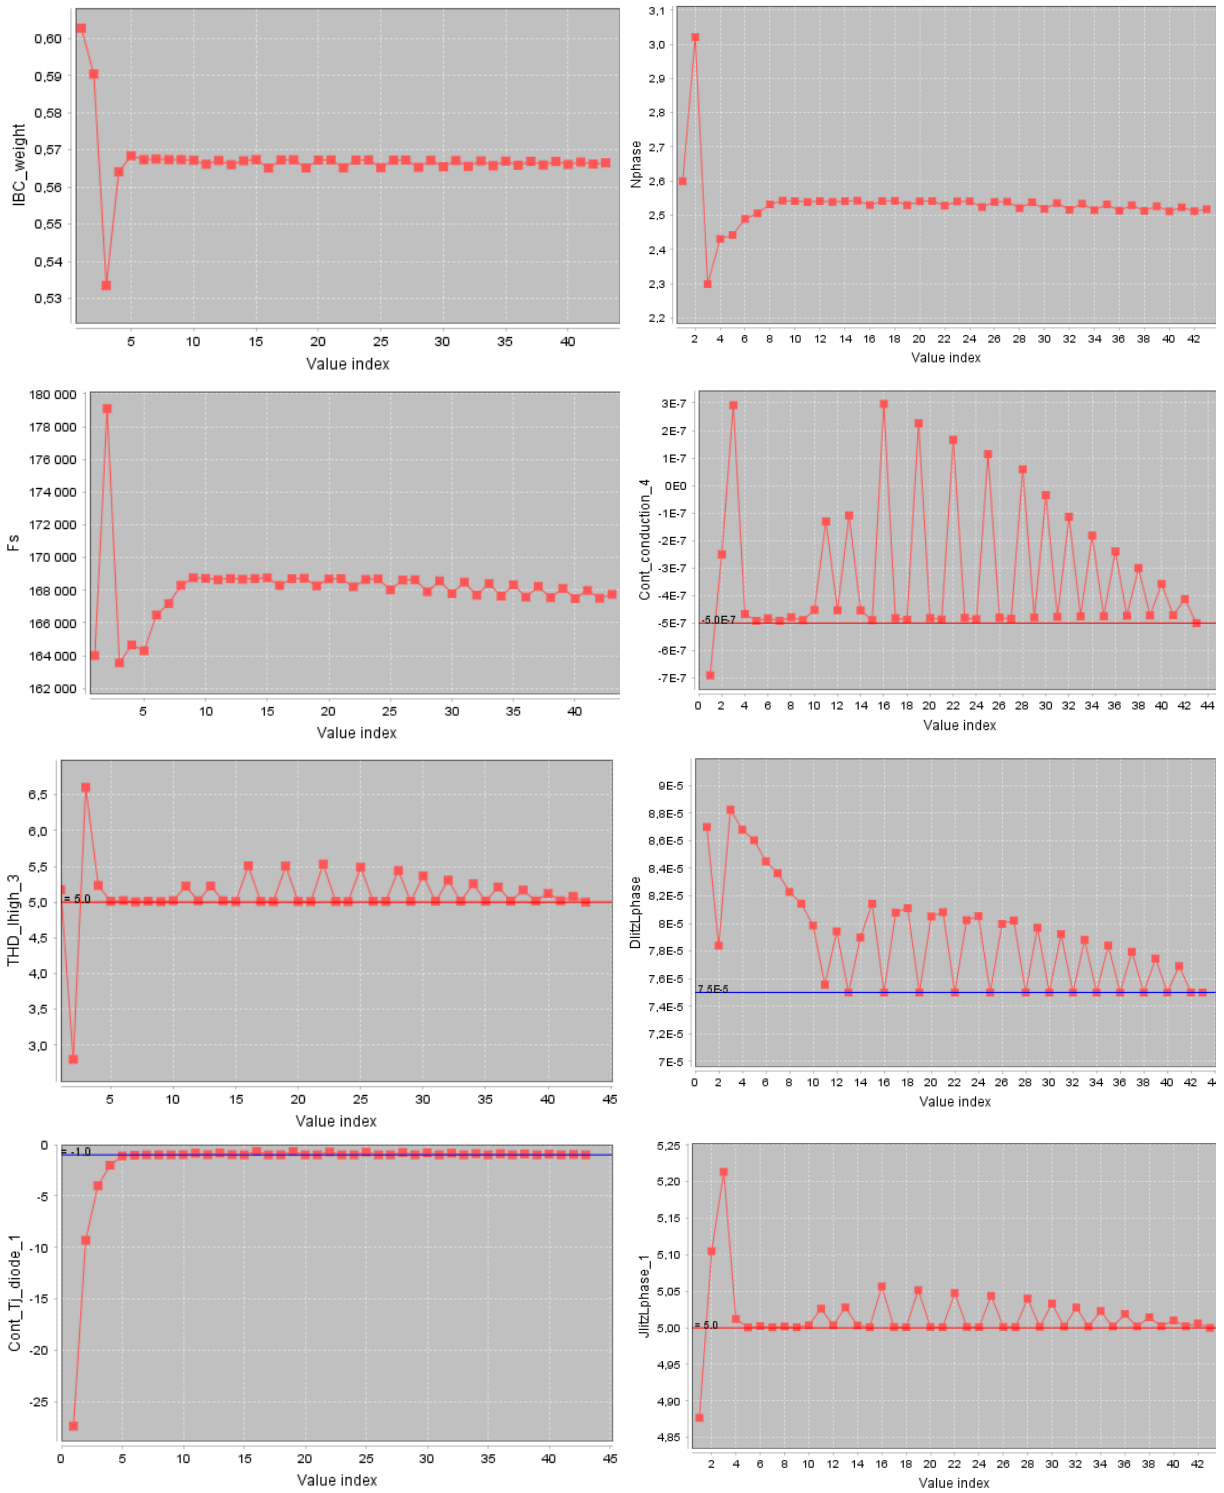 0,60
0,59
0,58
0,57
0,56
0,55
0,54
0,53
IBC_weight
5 10 15 20 25 30 35 40
Value index
3,1
3,0
2,9
2,8
2,7
2,6
2,5
2,4
2,3
2,2
Nphase
2 4 6 8 10 12 14 16 18 20 22 24 26 28 30 32 34 36 38 40 42
Value index
180 000
178 000
176 000
174 000
172 000
170 000
168 000
166 000
164 000
162 000
Fs
5 10 15 20 25 30 35 40
Value index
3E-7
2E-7
1E-7
0E0
-1E-7
-2E-7
-3E-7
-4E-7
-5E-7
-6E-7
-7E-7
Cont_conduction_4
-5.0E-7
0 2 4 6 8 10 12 14 16 18 20 22 24 26 28 30 32 34 36 38 40 42 44
Value index
6,5
6,0
5,5
5,0
4,5
4,0
3,5
3,0
THD_Ihigh_3
= 5.0
5 10 15 20 25 30 35 40 45
Value index
9E-5
8,8E-5
8,6E-5
8,4E-5
8,2E-5
8E-5
7,8E-5
7,6E-5
7,4E-5
7,2E-5
7E-5
DlitzLphase
7.5E-5
0 2 4 6 8 10 12 14 16 18 20 22 24 26 28 30 32 34 36 38 40 42 44
Value index
0
-5
-10
-15
-20
-25
Cont_Tj_diode_1
= -1.0
0 5 10 15 20 25 30 35 40 45
Value index
5,25
5,20
5,15
5,10
5,05
5,00
4,95
4,90
4,85
JlitzLphase_1
= 5.0
2 4 6 8 10 12 14 16 18 20 22 24 26 28 30 32 34 36 38 40 42
Value index